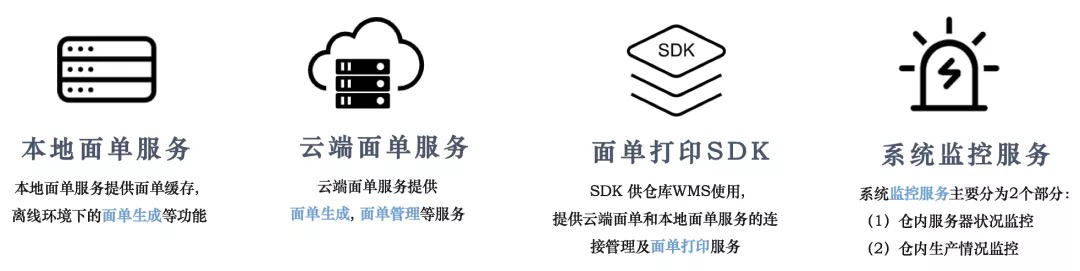 本地面单服务
本地面单服务提供面单缓存,
离线环境下的面单生成等功能
云端面单服务
云端面单服务提供
面单生成, 面单管理等服务
SDK
面单打印SDK
SDK 供仓库WMS使用,
提供云端面单和本地面单服务的连
接管理及面单打印服务
系统监控服务
系统监控服务主要分为2个部分:
（1）仓内服务器状况监控
（2）仓内生产情况监控